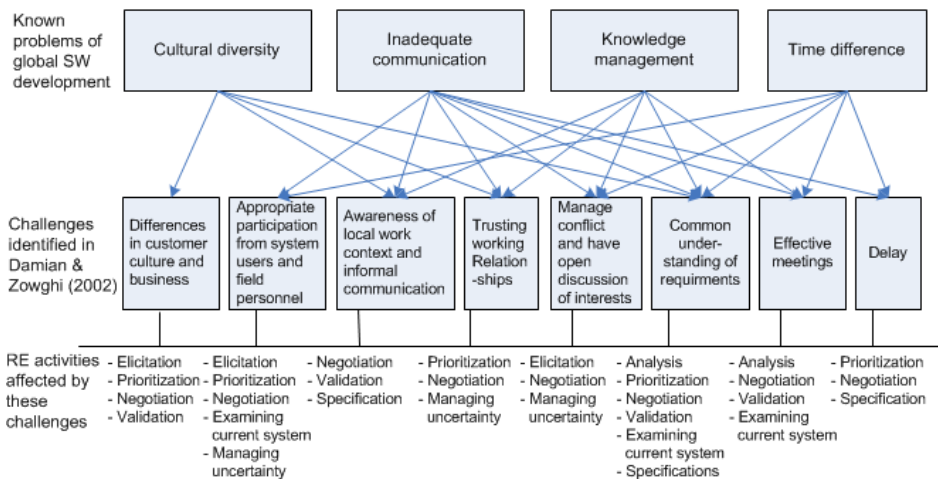 Known
problems of
global SW
development
Cultural diversity
Inadequate
communication
Knowledge
management
Time difference
Challenges
identified in
Damian &
Zowghi (2002)
Differences
in customer
culture and
business
Appropriate
participation
from system
users and
field
personnel
Awareness of
local work
context and
informal
communication
Trusting
working
Relation
-ships
Manage
conflict
and have
open
discussion
of interests
Common
under-
standing of
requirments
Effective
meetings
Delay
RE activities
affected by
these
challenges
- Elicitation
- Prioritization
- Negotiation
- Validation
- Elicitation
- Prioritization
- Negotiation
- Examining
current system
- Managing
uncertainty
- Negotiation
- Validation
- Specification
- Prioritization
- Negotiation
- Managing
uncertainty
- Elicitation
- Negotiation
- Managing
uncertainty
- Analysis
- Prioritization
- Negotiation
- Validation
- Examining
current system
- Specifications
- Analysis
- Negotiation
- Validation
- Examining
current system
- Prioritization
- Negotiation
- Specification